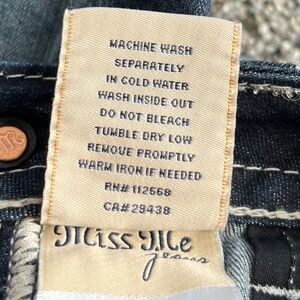 MACHINE WASH
SEPARATELY
IN COLD WATER
WASH INSIDE OUT
DO NOT BLEACH
TUMBLE DRY LOW
REMOVE PROMPTLY
WARM IRON IF NEEDED
RN# 112668
CA# 29438
Miss Me
jeans